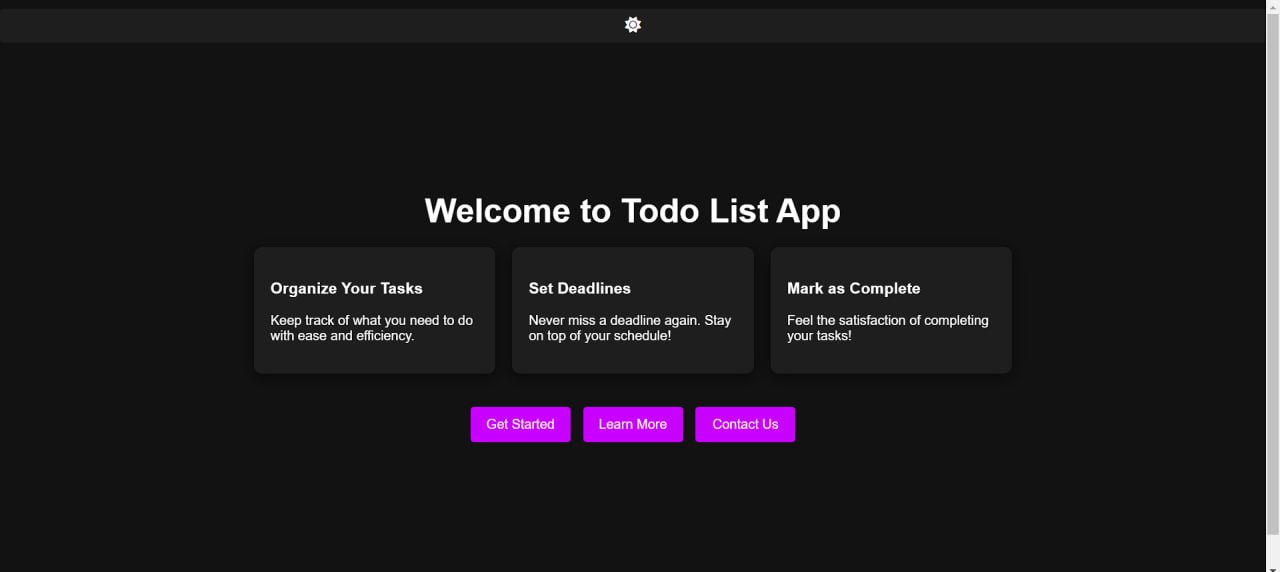 Welcome to Todo List App
Organize Your Tasks
Keep track of what you need to do
with ease and efficiency.
Set Deadlines
Never miss a deadline again. Stay
on top of your schedule!
Mark as Complete
Feel the satisfaction of completing
your tasks!
Get Started
Learn More
Contact Us